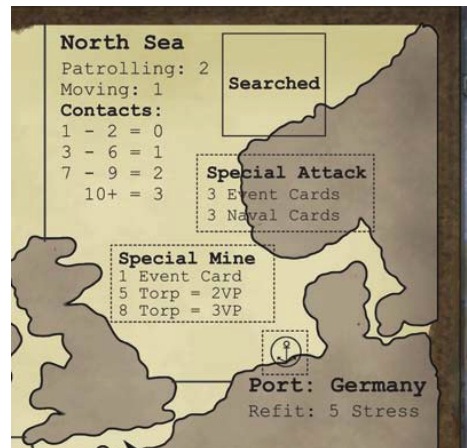 North Sea
Patrolling: 2
Moving: 1
Contacts:
1 - 2 = 0
3 - 6 = 1
7 - 9 = 2
10+ = 3
Searched
Special Attack
3 Event Cards
3 Naval Cards
Special Mine
1 Event Card
5 Torp = 2VP
8 Torp = 3VP
Port: Germany
Refit: 5 Stress